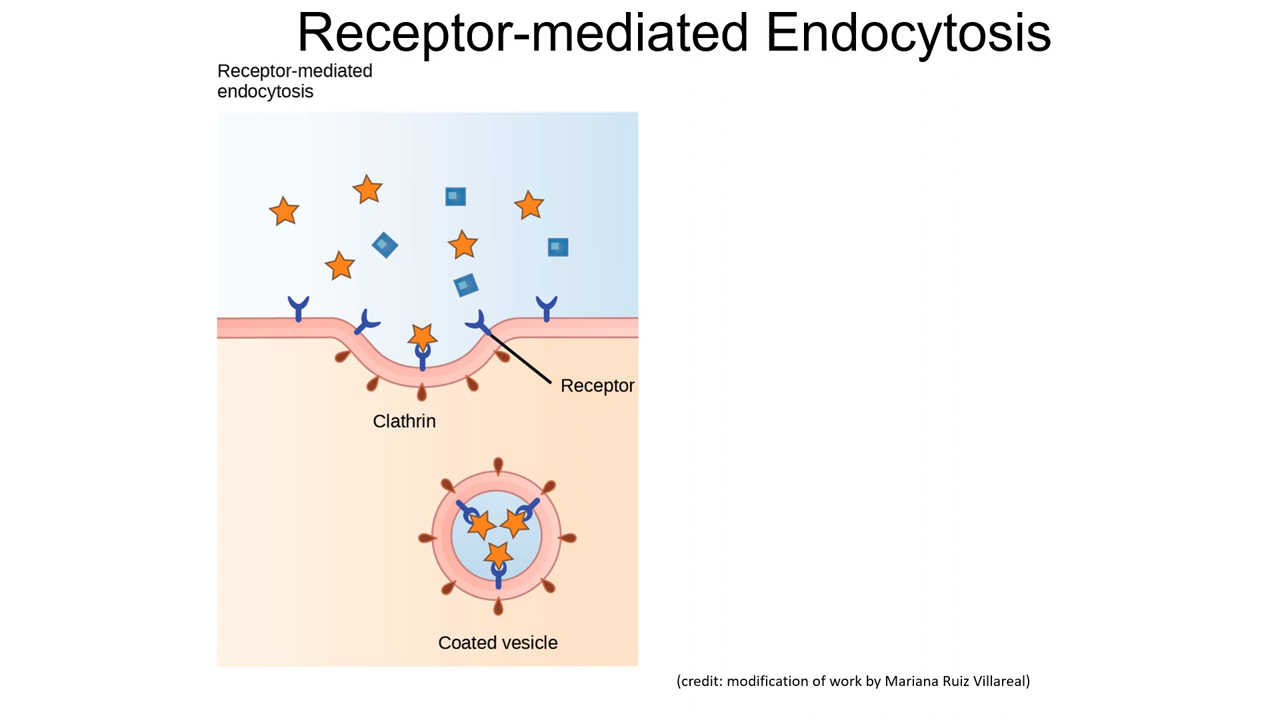 Receptor-mediated Endocytosis
Receptor-mediated
endocytosis
Receptor
Clathrin
Coated vesicle
(credit: modification of work by Mariana Ruiz Villareal)